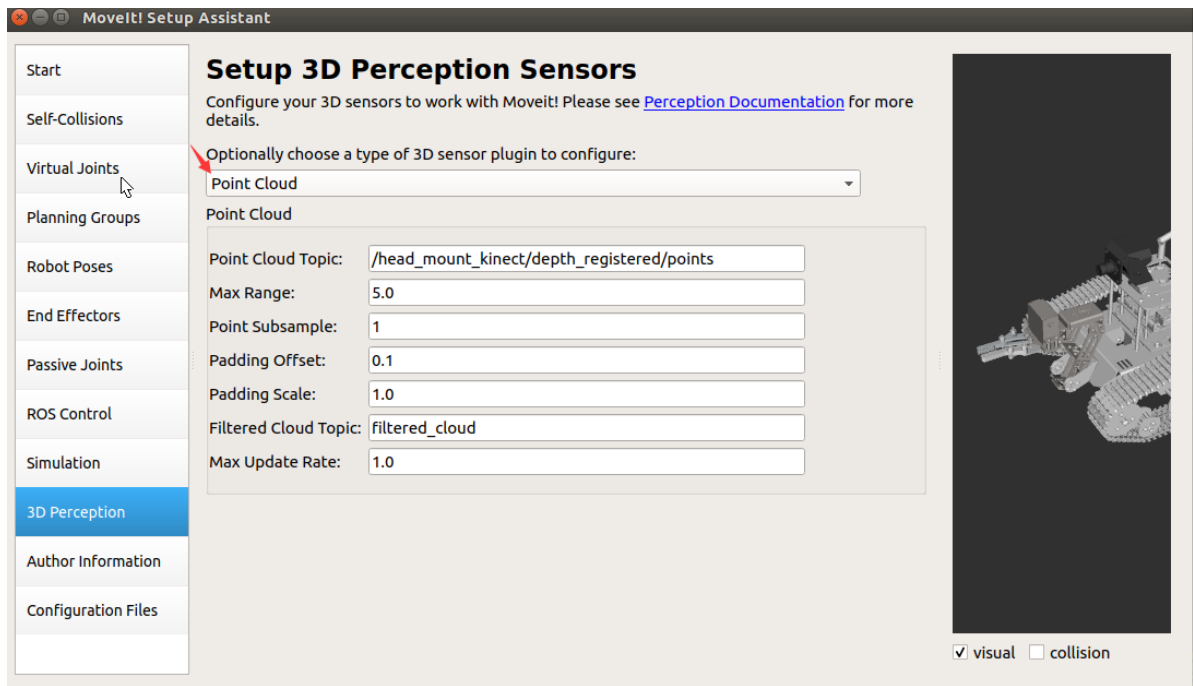 MoveIt! Setup Assistant
Start
Self-Collisions
Virtual Joints
Planning Groups
Robot Poses
End Effectors
Passive Joints
ROS Control
Simulation
3D Perception
Author Information
Configuration Files
Setup 3D Perception Sensors
Configure your 3D sensors to work with Moveit! Please see Perception Documentation for more
details.
Optionally choose a type of 3D sensor plugin to configure:
Point Cloud
Point Cloud
Point Cloud Topic: /head_mount_kinect/depth_registered/points
Max Range: 5.0
Point Subsample: 1
Padding Offset: 0.1
Padding Scale: 1.0
Filtered Cloud Topic: filtered_cloud
Max Update Rate: 1.0
visual collision